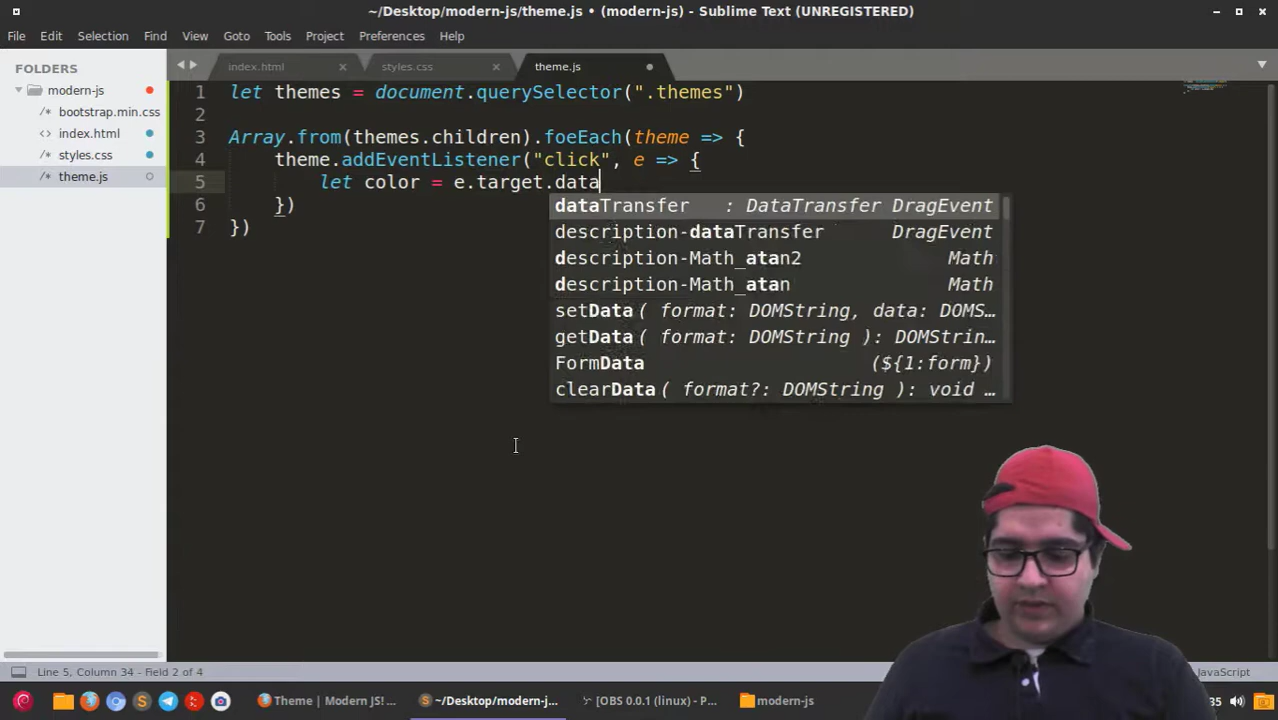 ~/Desktop/modern-js/theme.js • (modern-js) - Sublime Text (UNREGISTERED)
File Edit Selection Find View Goto Tools Project Preferences Help
FOLDERS
modern-js
bootstrap.min.css
index.html
styles.css
theme.js
index.html styles.css theme.js
1 let themes = document.querySelector(".themes")
2
3 Array.from(themes.children).foeEach(theme => {
4 theme.addEventListener("click", e => {
5 let color = e.target.data
6 })
7 })
dataTransfer : DataTransfer DragEvent
description-dataTransfer DragEvent
description-Math_atan2 Math
description-Math_atan Math
setData( format: DOMString, data: DOMS…
getData( format: DOMString ): DOMStrin…
FormData (${1:form})
clearData( format?: DOMString ): void …
Line 5, Column 34 - Field 2 of 4
JavaScript
Theme | Modern JS! ...
~/Desktop/modern-j...
[OBS 0.0.1 (linux) - P...
modern-js
35